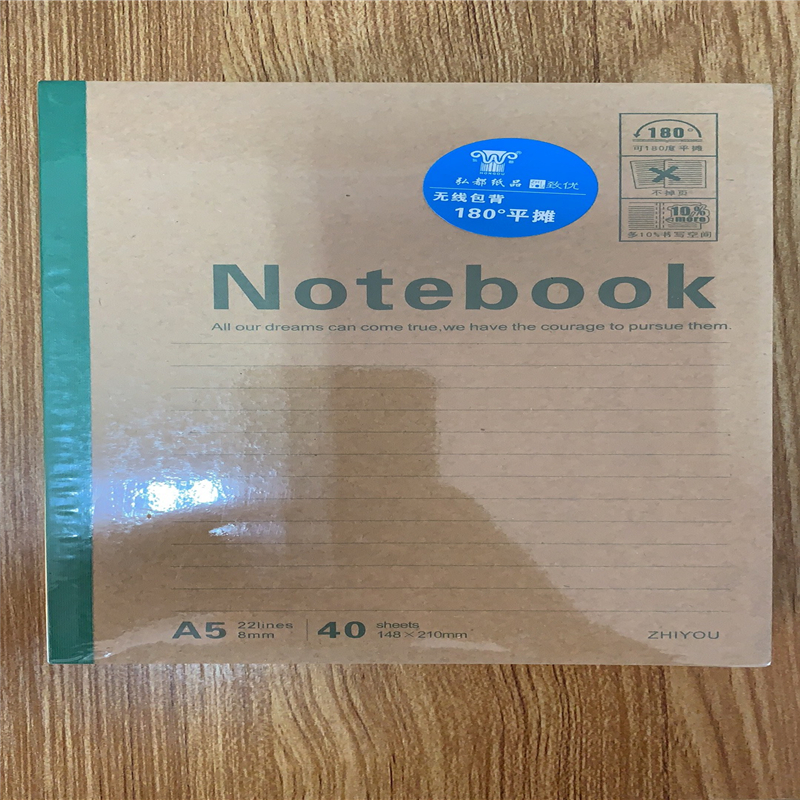 180°
可180度平摊
不掉页
10%
more
多10%书写空间
弘都纸品 致优
无线包背
180°平摊
Notebook
All our dreams can come true,we have the courage to pursue them.
A5 22lines 8mm 40 sheets 148×210mm
ZHIYOU